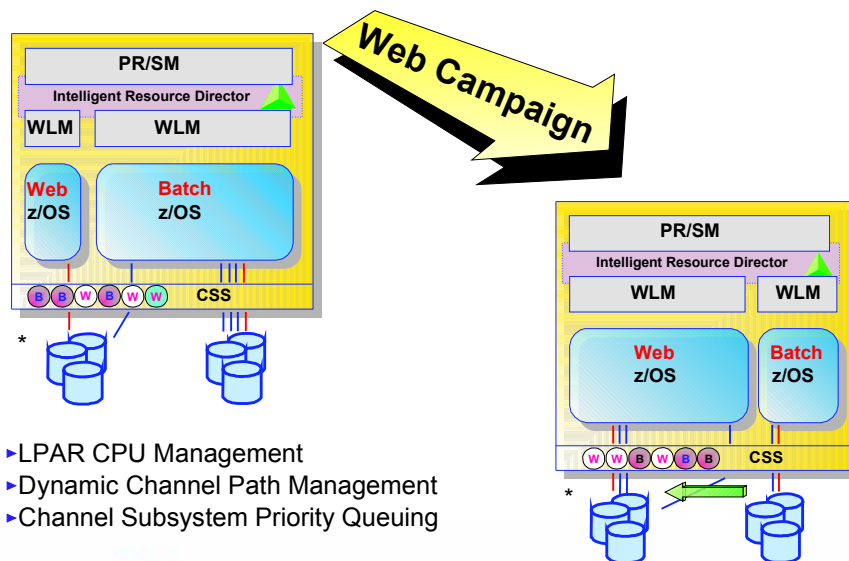 Web Campaign
PR/SM
Intelligent Resource Director
WLM WLM
Web Batch
z/OS z/OS
B B W B W W CSS
*
PR/SM
Intelligent Resource Director
WLM WLM
Web Batch
z/OS z/OS
W W B W B B CSS
*
►LPAR CPU Management
►Dynamic Channel Path Management
►Channel Subsystem Priority Queuing